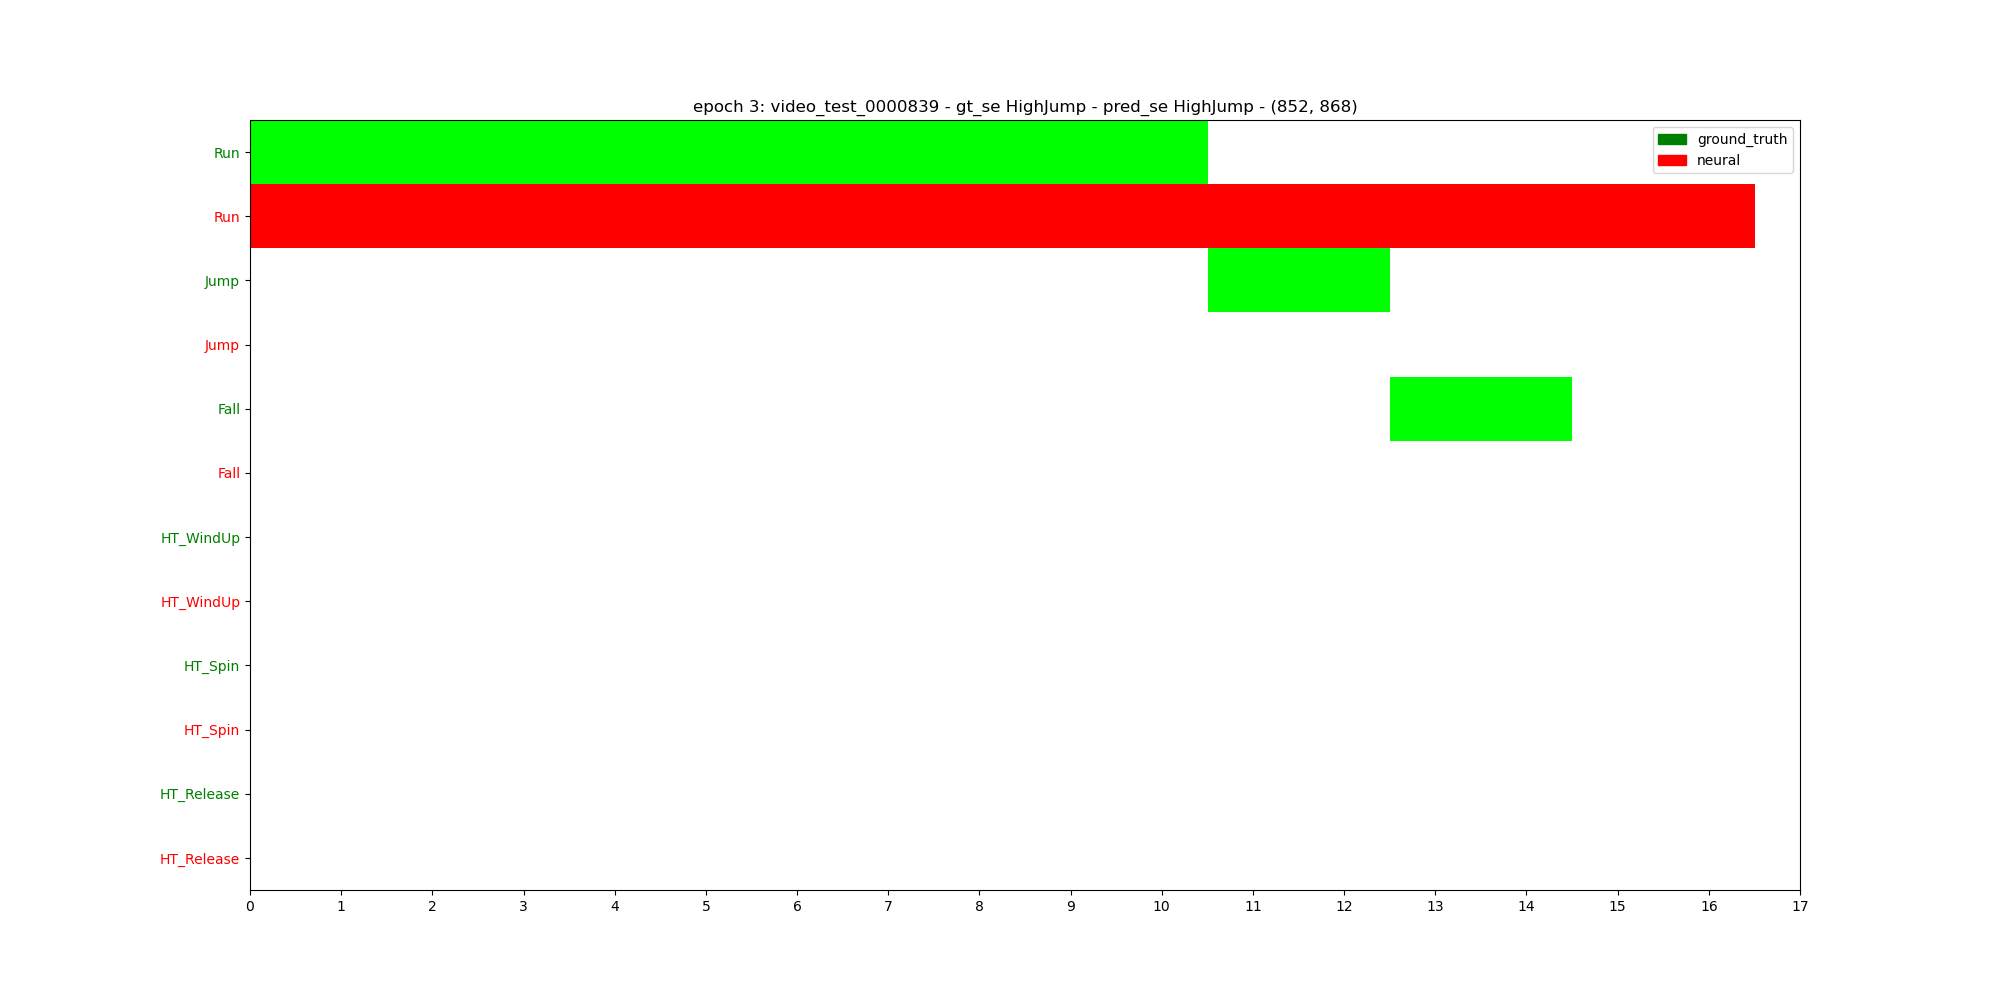 epoch 3: video_test_0000839 - gt_se HighJump - pred_se HighJump - (852, 868)
ground_truth
neural
Run
Run
Jump
Jump
Fall
Fall
HT_WindUp
HT_WindUp
HT_Spin
HT_Spin
HT_Release
HT_Release
0 1 2 3 4 5 6 7 8 9 10 11 12 13 14 15 16 17